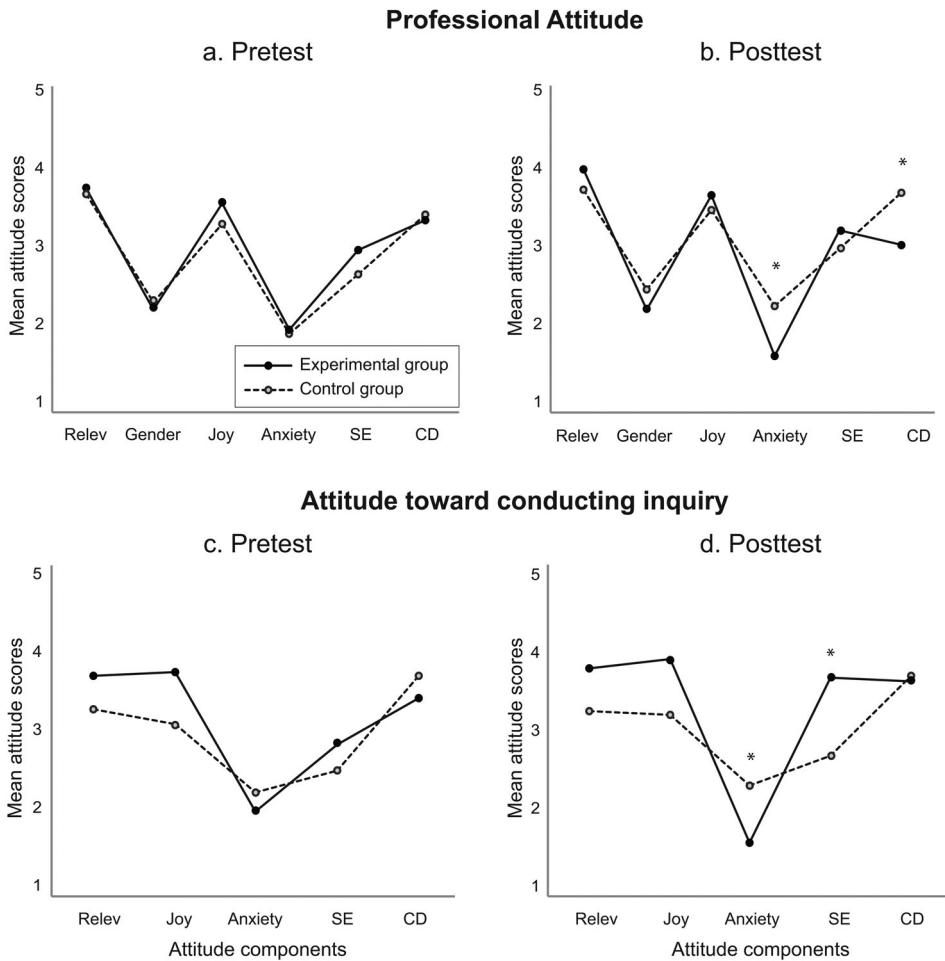 Professional Attitude
a. Pretest
b. Posttest
5
4
3
2
1
Mean attitude scores
Experimental group
Control group
Relev Gender Joy Anxiety SE CD
5
4
3
2
1
Mean attitude scores
*
*
Relev Gender Joy Anxiety SE CD
Attitude toward conducting inquiry
c. Pretest
d. Posttest
5
4
3
2
1
Mean attitude scores
Relev Joy Anxiety SE CD
Attitude components
5
4
3
2
1
Mean attitude scores
*
*
Relev Joy Anxiety SE CD
Attitude components